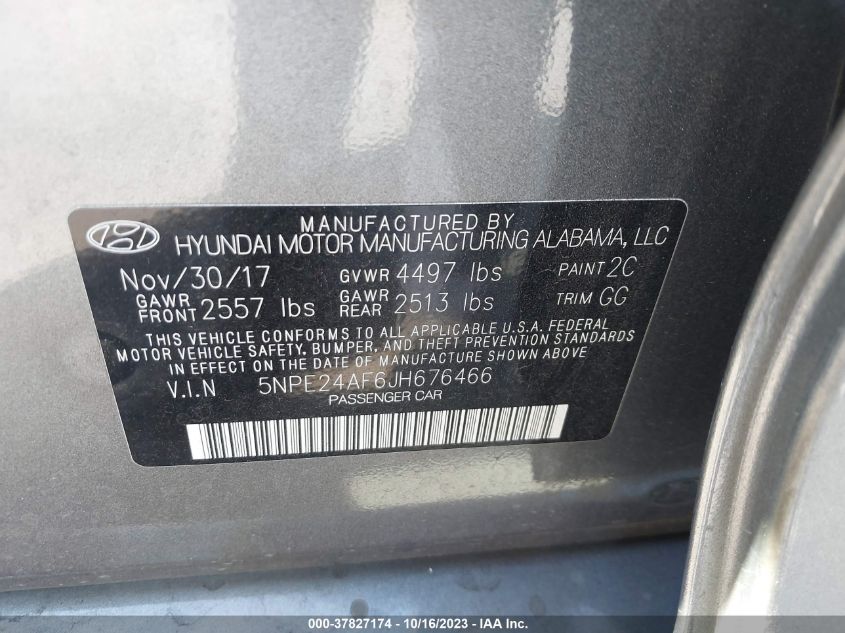 MANUFACTURED BY
HYUNDAI MOTOR MANUFACTURING ALABAMA, LLC
Nov/30/17 GVWR 4497 lbs PAINT 2C
GAWR FRONT 2557 lbs GAWR REAR 2513 lbs TRIM GG
THIS VEHICLE CONFORMS TO ALL APPLICABLE U.S.A. FEDERAL
MOTOR VEHICLE SAFETY, BUMPER, AND THEFT PREVENTION STANDARDS
IN EFFECT ON THE DATE OF MANUFACTURE SHOWN ABOVE.
V.I.N 5NPE24AF6JH676466
PASSENGER CAR
000-37827174 - 10/16/2023 - IAA Inc.